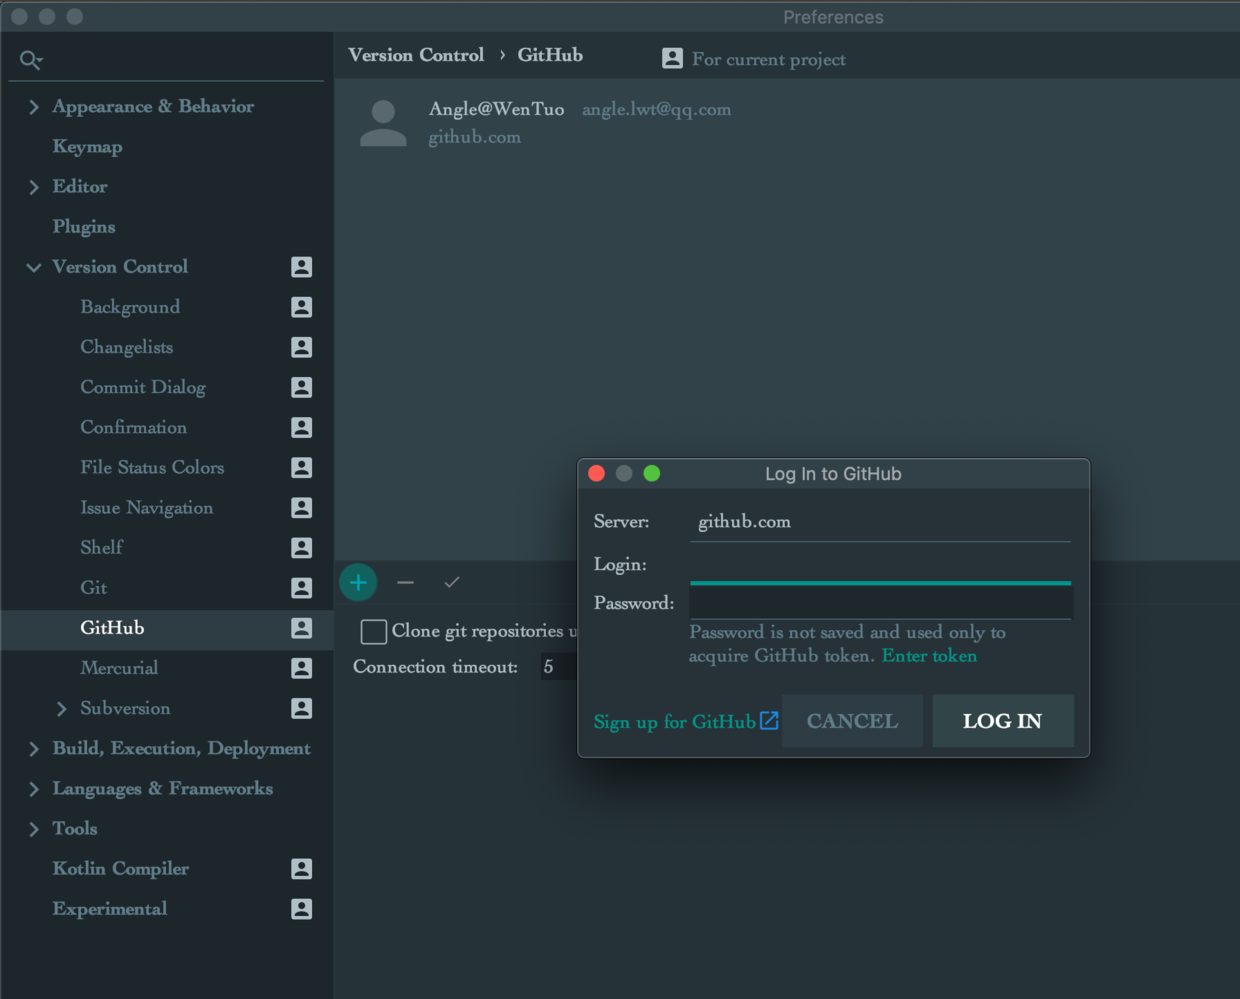 Preferences
Version Control › GitHub
For current project
Appearance & Behavior
Keymap
Editor
Plugins
Version Control
Background
Changelists
Commit Dialog
Confirmation
File Status Colors
Issue Navigation
Shelf
Git
GitHub
Mercurial
Subversion
Build, Execution, Deployment
Languages & Frameworks
Tools
Kotlin Compiler
Experimental
Angle@WenTuo angle.lwt@qq.com
github.com
Clone git repositories u
Connection timeout: 5
Log In to GitHub
Server: github.com
Login:
Password:
Password is not saved and used only to
acquire GitHub token. Enter token
Sign up for GitHub
CANCEL
LOG IN